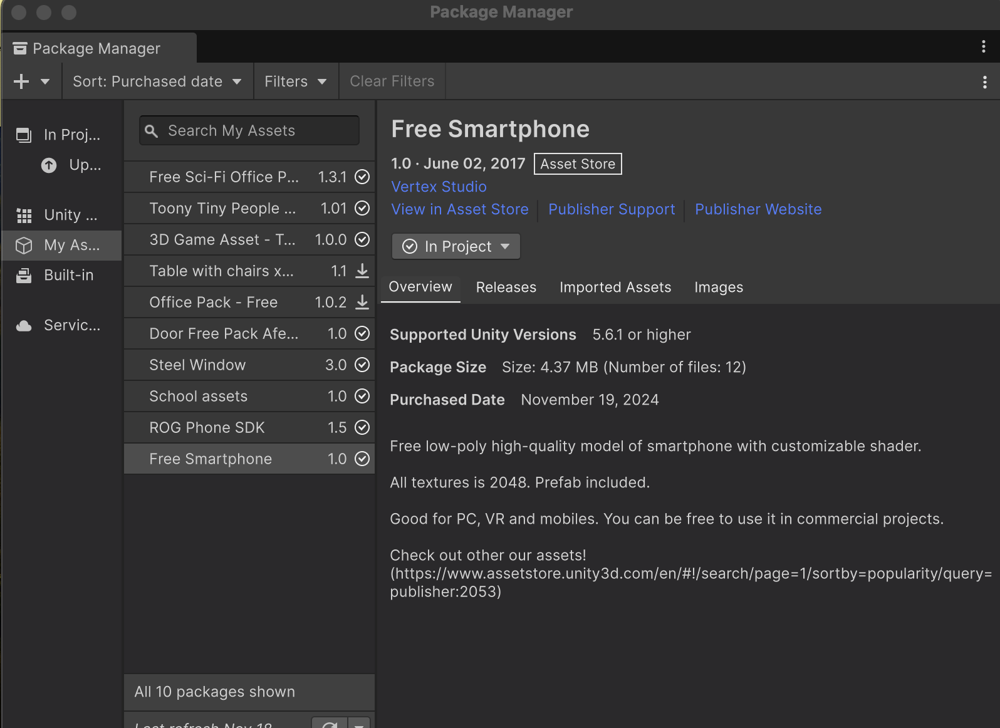 Package Manager
Package Manager
Sort: Purchased date
Filters
Clear Filters
In Proj...
Up...
Unity ...
My As...
Built-in
Servic...
Search My Assets
Free Sci-Fi Office P... 1.3.1
Toony Tiny People ... 1.01
3D Game Asset - T... 1.0.0
Table with chairs x... 1.1
Office Pack - Free 1.0.2
Door Free Pack Afe... 1.0
Steel Window 3.0
School assets 1.0
ROG Phone SDK 1.5
Free Smartphone 1.0
All 10 packages shown
Last refresh Nov 18
Free Smartphone
1.0 · June 02, 2017 Asset Store
Vertex Studio
View in Asset Store Publisher Support Publisher Website
In Project
Overview Releases Imported Assets Images
Supported Unity Versions 5.6.1 or higher
Package Size Size: 4.37 MB (Number of files: 12)
Purchased Date November 19, 2024
Free low-poly high-quality model of smartphone with customizable shader.
All textures is 2048. Prefab included.
Good for PC, VR and mobiles. You can be free to use it in commercial projects.
Check out other our assets!
(https://www.assetstore.unity3d.com/en/#!/search/page=1/sortby=popularity/query=
publisher:2053)